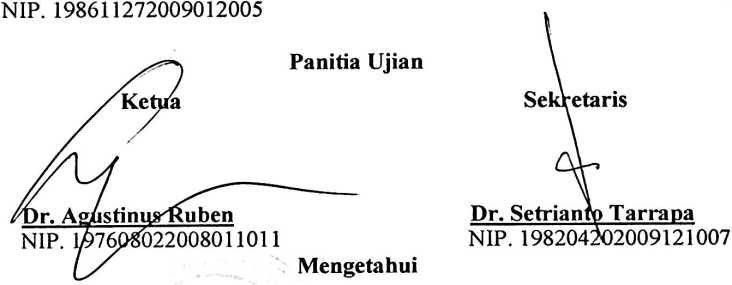 NIP. 198611272009012005
Panitia Ujian
Ketua
Sekretaris
Dr. Agustinus Ruben
NIP. 197608022008011011
Dr. Setrianto Tarrapa
NIP. 198204202009121007
Mengetahui